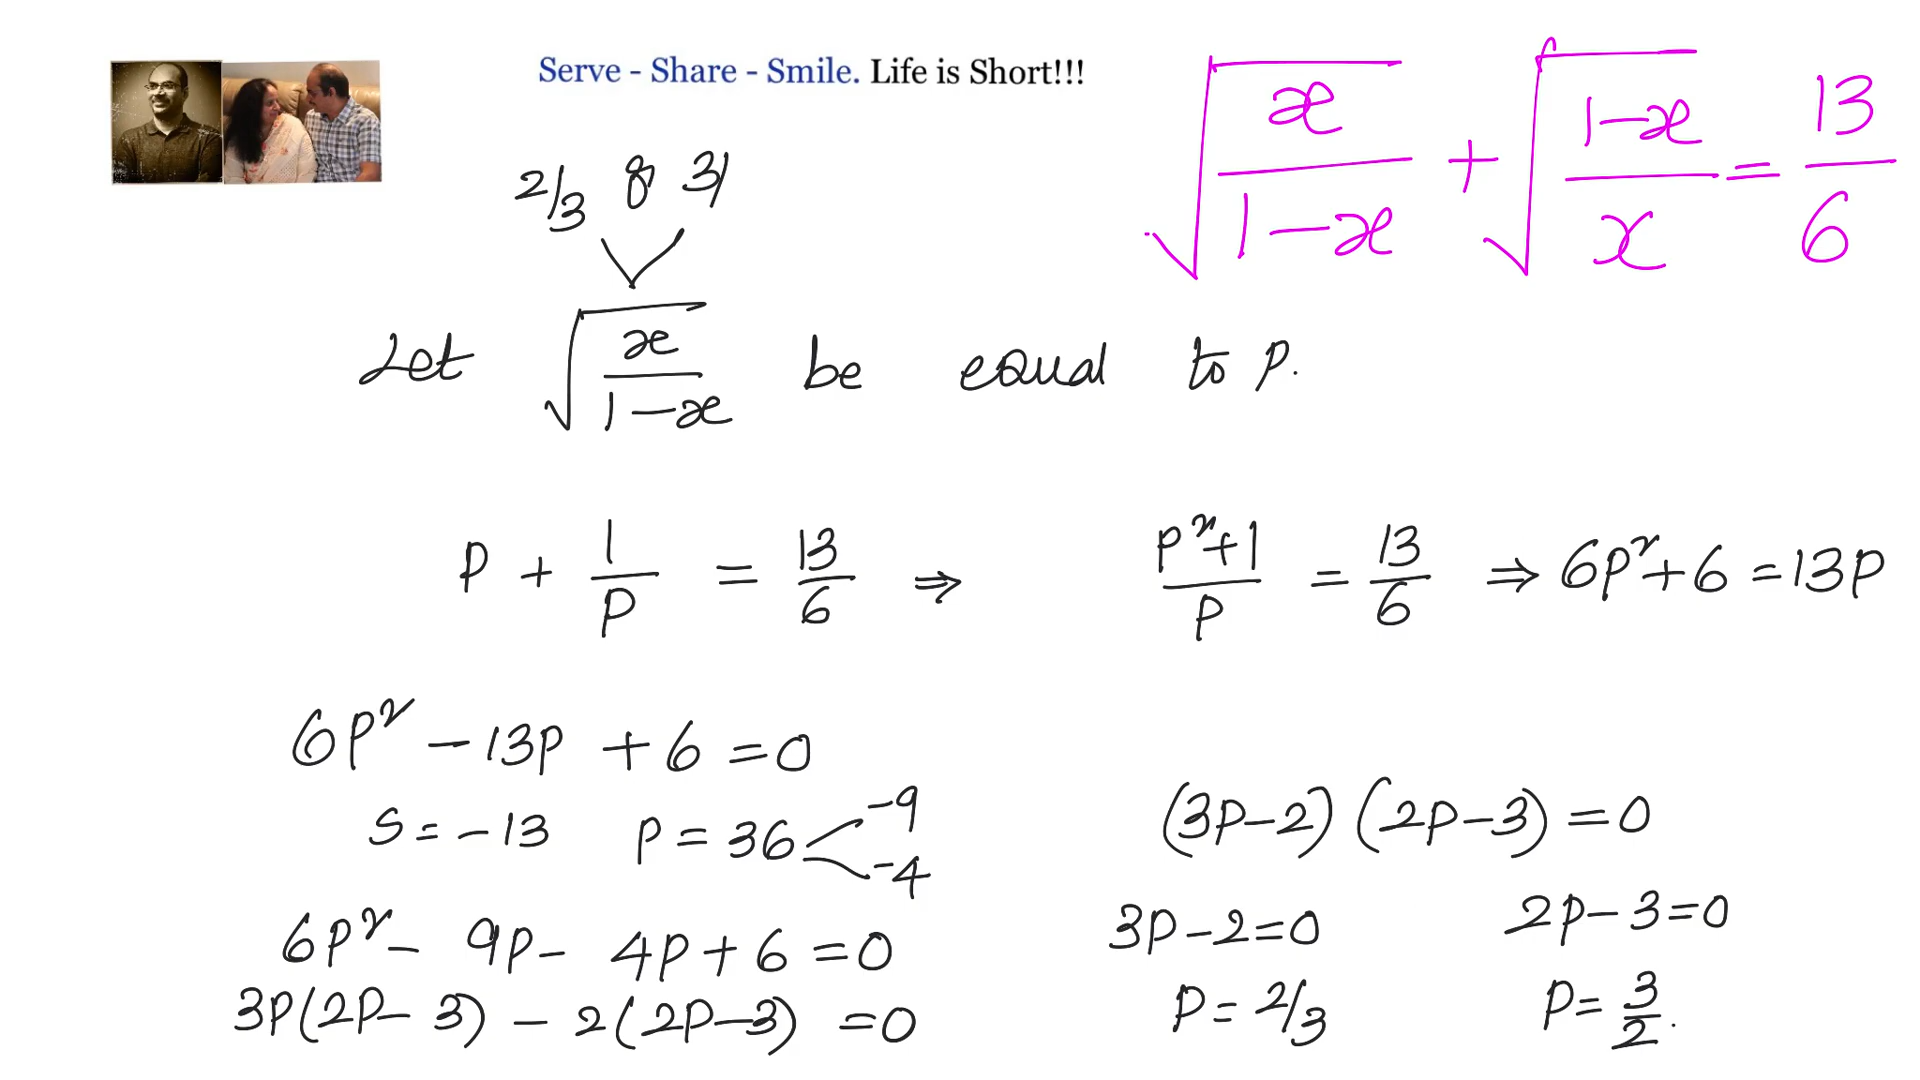 Serve - Share - Smile. Life is Short!!!
√(x/(1-x)) + √((1-x)/x) = 13/6
2/3 & 3/
Let √(x/(1-x)) be equal to P.
P + 1/P = 13/6 ⇒ (P²+1)/P = 13/6 ⇒ 6P²+6 = 13P
6P² - 13P + 6 = 0
S = -13 P = 36 -9 -4
6P² - 9P - 4P + 6 = 0
3P(2P-3) - 2(2P-3) = 0
(3P-2)(2P-3) = 0
3P-2=0 2P-3=0
P = 2/3 P = 3/2.